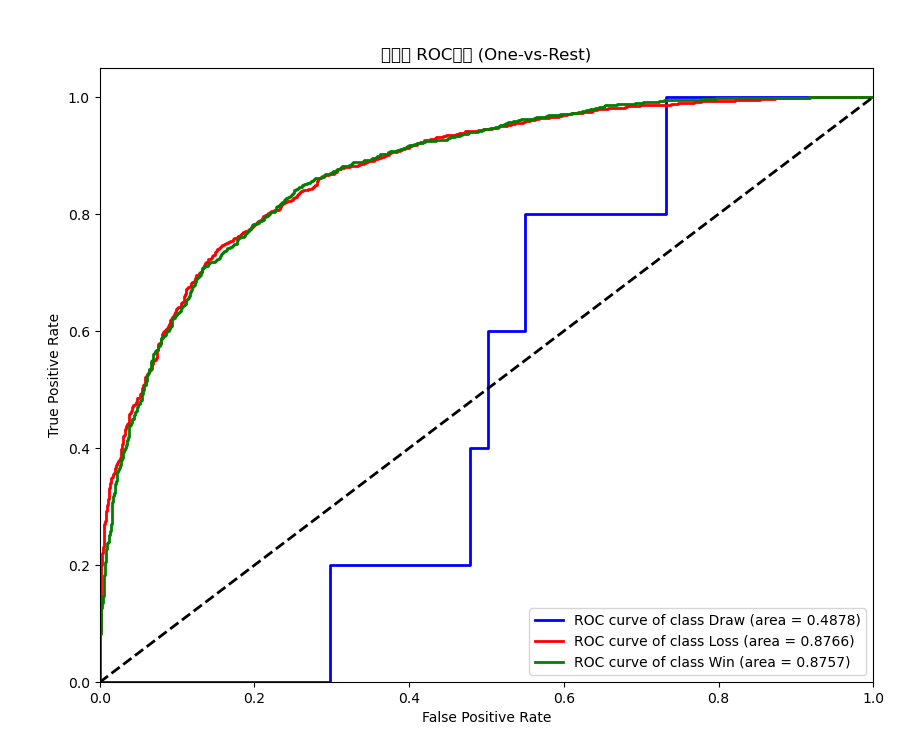 ROC (One-vs-Rest)
1.0
0.8
0.6
0.4
0.2
0.0
True Positive Rate
0.0 0.2 0.4 0.6 0.8 1.0
False Positive Rate
ROC curve of class Draw (area = 0.4878)
ROC curve of class Loss (area = 0.8766)
ROC curve of class Win (area = 0.8757)